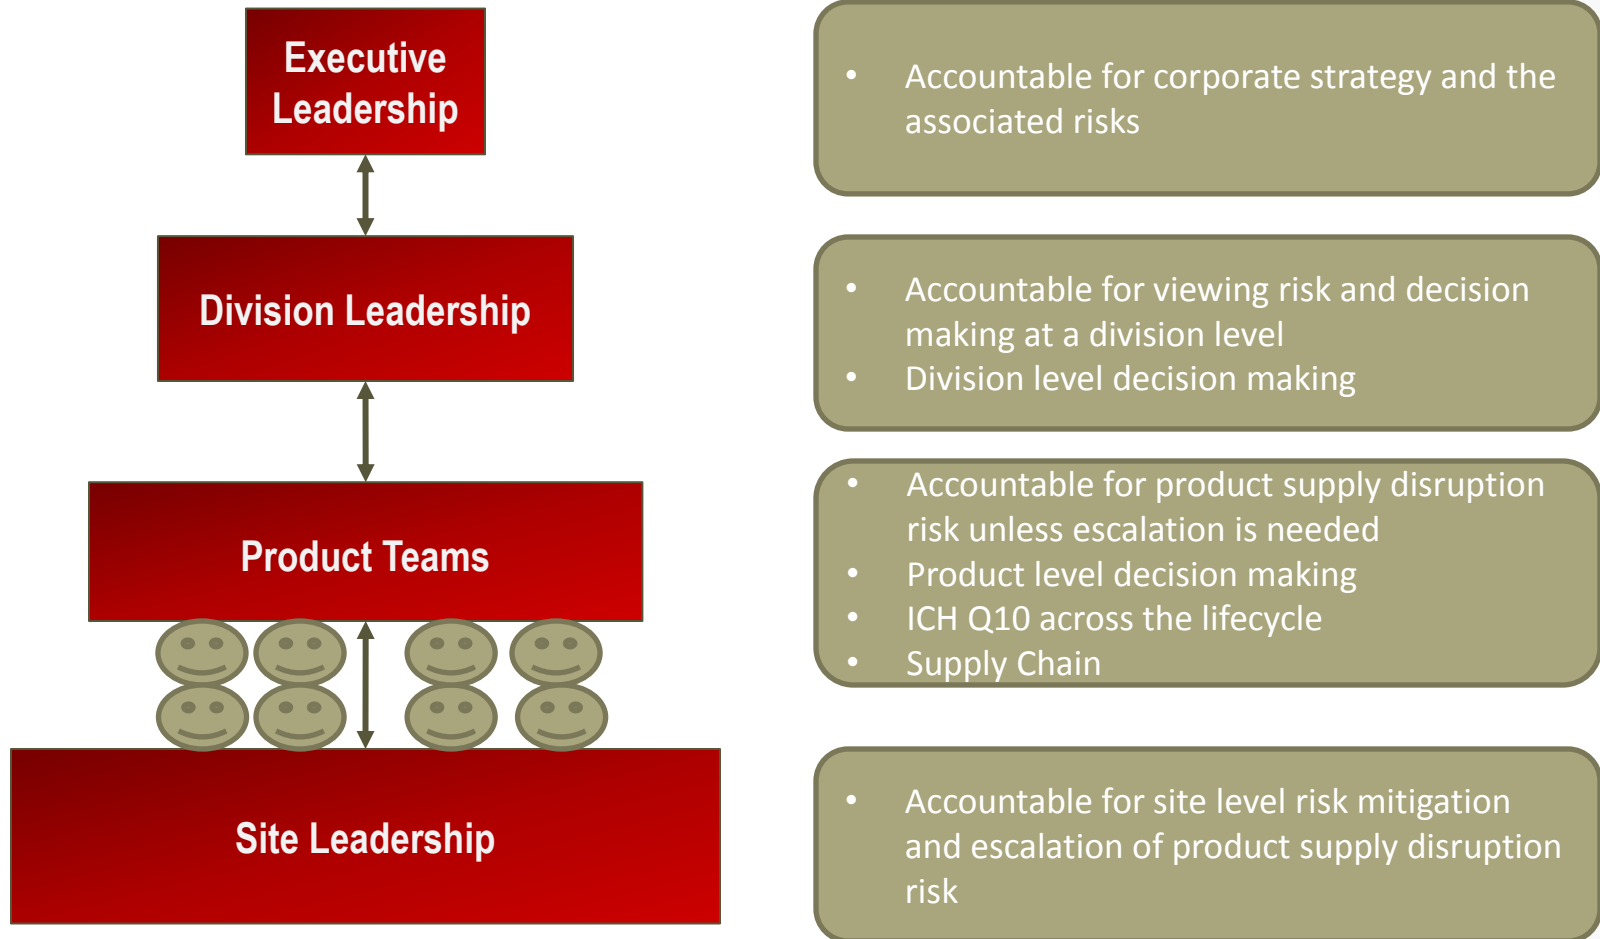 Executive
Leadership
• Accountable for corporate strategy and the
associated risks
Division Leadership
• Accountable for viewing risk and decision
making at a division level
• Division level decision making
Product Teams
• Accountable for product supply disruption
risk unless escalation is needed
• Product level decision making
• ICH Q10 across the lifecycle
• Supply Chain
Site Leadership
• Accountable for site level risk mitigation
and escalation of product supply disruption
risk